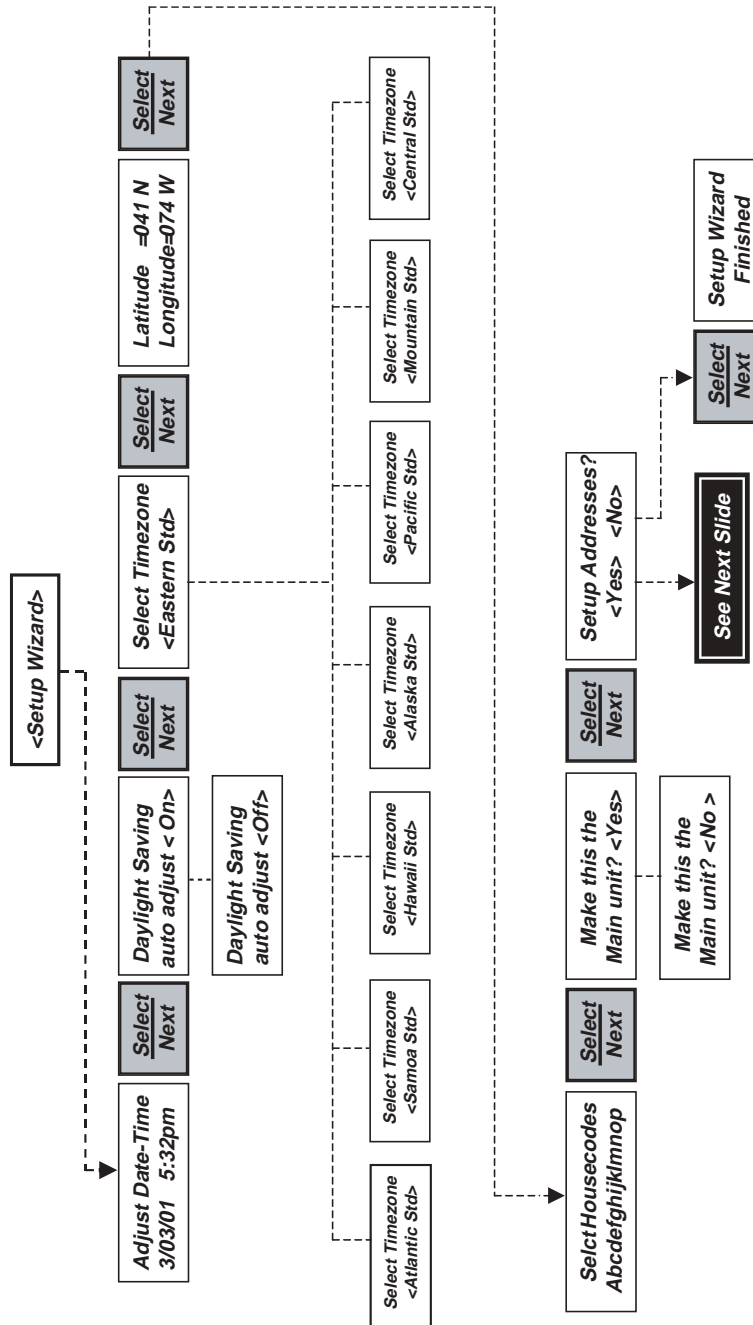 <Setup Wizard>
Adjust Date-Time
3/03/01 5:32pm
Select
Next
Daylight Saving
auto adjust < On>
Select
Next
Select Timezone
<Eastern Std>
Select
Next
Latitude =041 N
Longitude=074 W
Select
Next
Daylight Saving
auto adjust <Off>
Select Timezone
<Atlantic Std>
Select Timezone
<Samoa Std>
Select Timezone
<Hawaii Std>
Select Timezone
<Alaska Std>
Select Timezone
<Pacific Std>
Select Timezone
<Mountain Std>
Select Timezone
<Central Std>
Selct Housecodes
Abcdefghijklmnop
Select
Next
Make this the
Main unit? <Yes>
Select
Next
Setup Addresses?
<Yes> <No>
Make this the
Main unit? <No >
See Next Slide
Select
Next
Setup Wizard
Finished